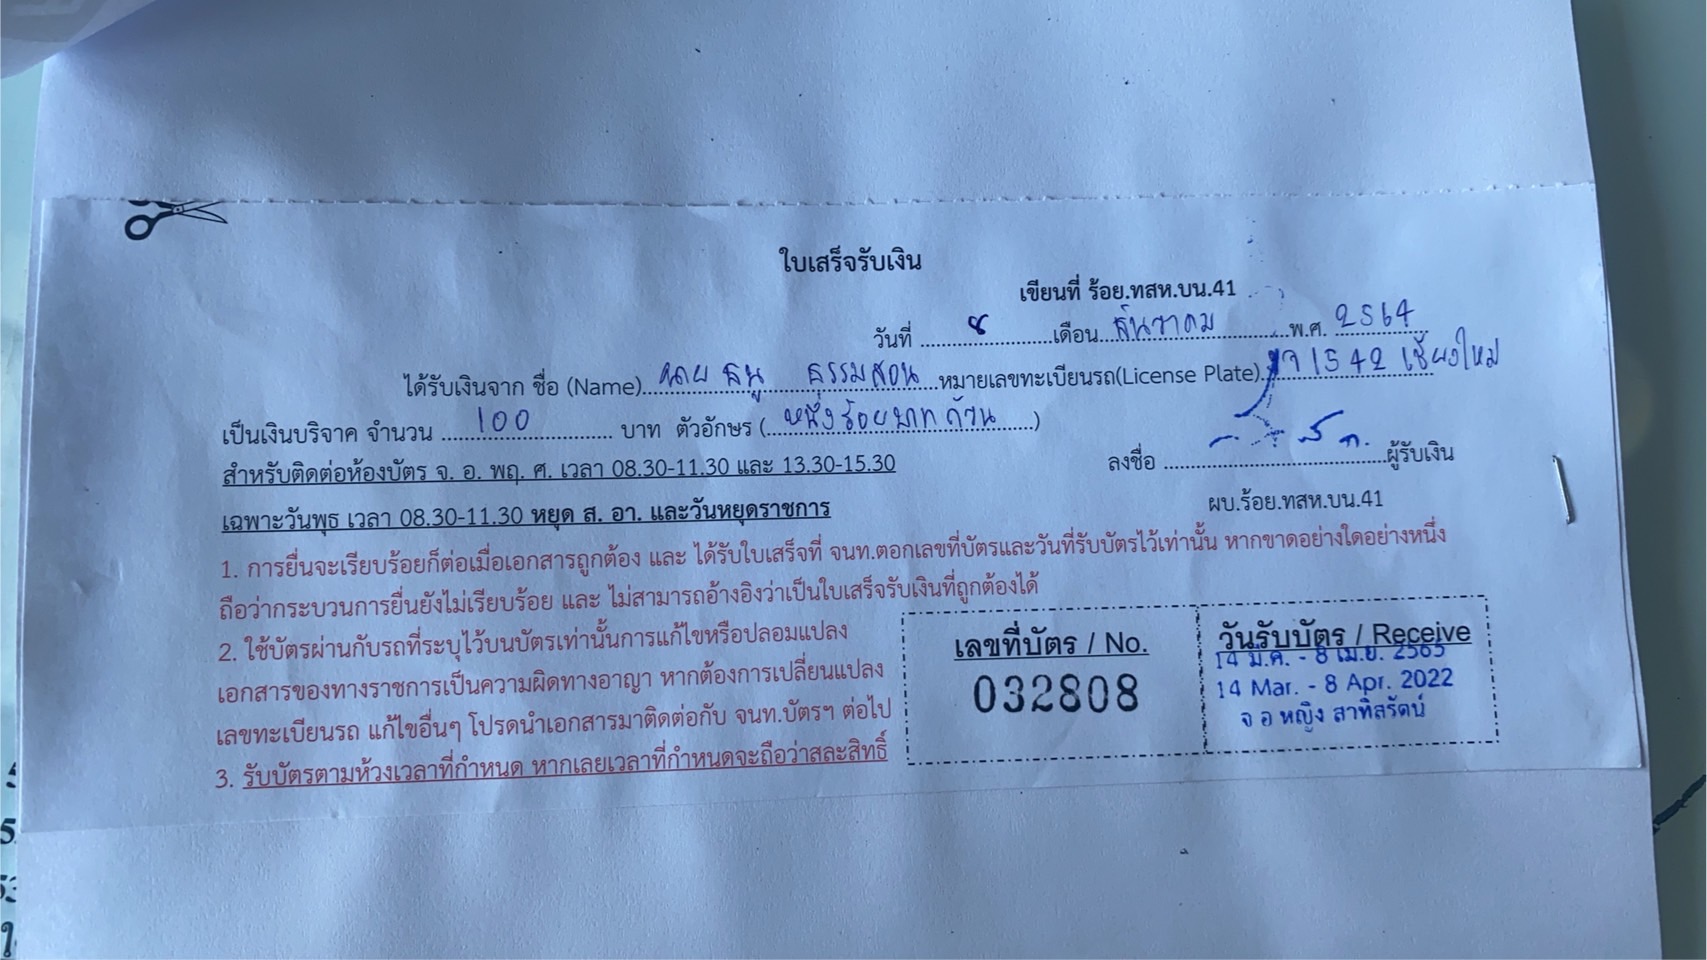 ใบเสร็จรับเงิน
เขียนที่ ร้อย.ทสห.บน.41
วันที่ ๘ เดือน ธันวาคม พ.ศ. 2564
ได้รับเงินจาก ชื่อ (Name) นาย ธนู ธรรมสอน หมายเลขทะเบียนรถ(License Plate) 1542 เชียงใหม่
เป็นเงินบริจาค จำนวน 100 บาท ตัวอักษร (หนึ่งร้อยบาทถ้วน)
สำหรับติดต่อห้องบัตร จ. อ. พฤ. ศ. เวลา 08.30-11.30 และ 13.30-15.30
ลงชื่อ ผู้รับเงิน
เฉพาะวันพุธ เวลา 08.30-11.30 หยุด ส. อา. และวันหยุดราชการ
ผบ.ร้อย.ทสห.บน.41
1. การยื่นจะเรียบร้อยก็ต่อเมื่อเอกสารถูกต้อง และ ได้รับใบเสร็จที่ จนท.ตอกเลขที่บัตรและวันที่รับบัตรไว้เท่านั้น หากขาดอย่างใดอย่างหนึ่ง
ถือว่ากระบวนการยื่นยังไม่เรียบร้อย และ ไม่สามารถอ้างอิงว่าเป็นใบเสร็จรับเงินที่ถูกต้องได้
2. ใช้บัตรผ่านกับรถที่ระบุไว้บนบัตรเท่านั้นการแก้ไขหรือปลอมแปลง
เอกสารของทางราชการเป็นความผิดทางอาญา หากต้องการเปลี่ยนแปลง
เลขทะเบียนรถ แก้ไขอื่นๆ โปรดนำเอกสารมาติดต่อกับ จนท.บัตรฯ ต่อไป
3. รับบัตรตามห้วงเวลาที่กำหนด หากเลยเวลาที่กำหนดจะถือว่าสละสิทธิ์
เลขที่บัตร / No.
032808
วันรับบัตร / Receive
14 มี.ค. - 8 เม.ย. 2565
14 Mar. - 8 Apr. 2022
จ อ หญิง สาทิสรัตน์